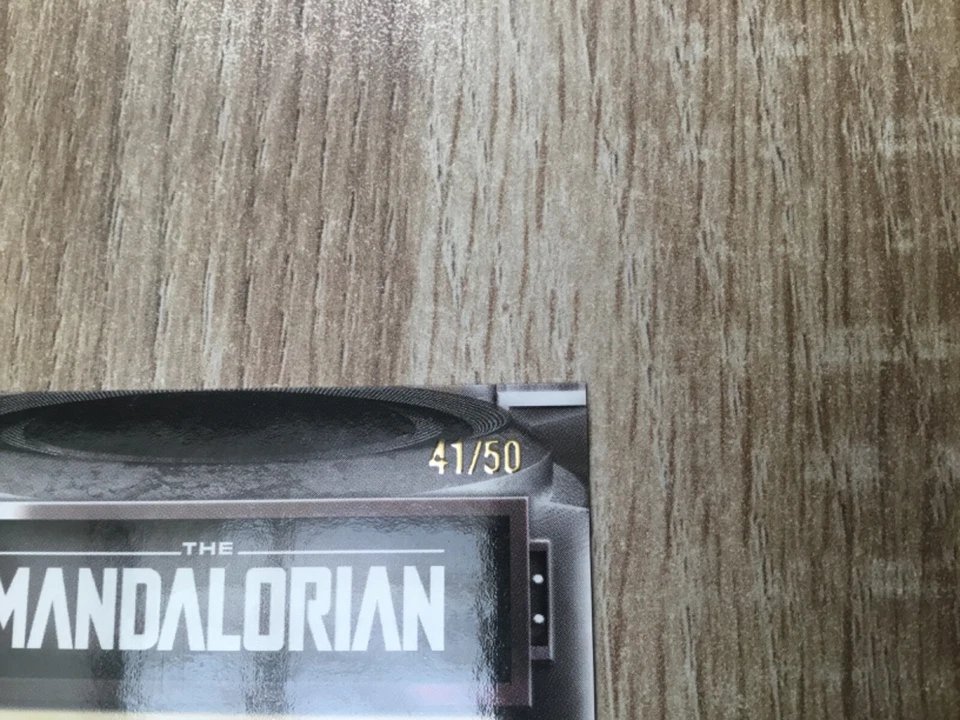 41/50
THE
MANDALORIAN